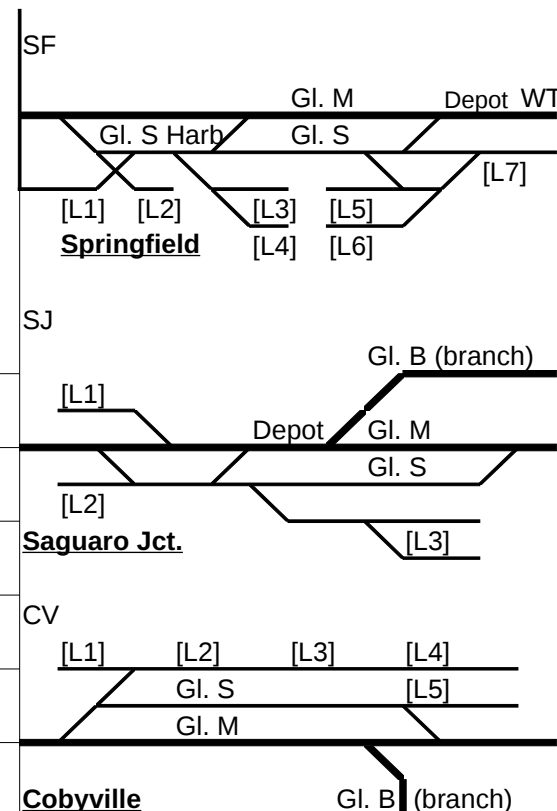 SF
Gl. M
Depot WT
Gl. S Harb
Gl. S
[L7]
[L1] [L2] [L3] [L5]
Springfield [L4] [L6]
SJ
Gl. B (branch)
[L1]
Depot Gl. M
Gl. S
[L2]
Saguaro Jct. [L3]
CV
[L1] [L2] [L3] [L4]
Gl. S [L5]
Gl. M
Cobyville Gl. B (branch)